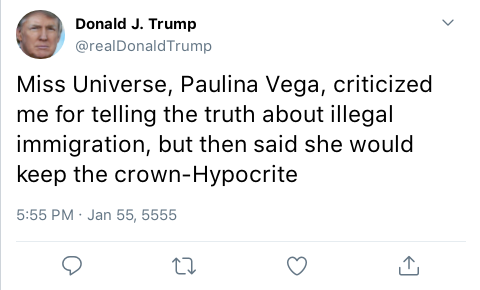 Donald J. Trump
@realDonaldTrump
Miss Universe, Paulina Vega, criticized
me for telling the truth about illegal
immigration, but then said she would
keep the crown-Hypocrite
5:55 PM · Jan 55, 5555